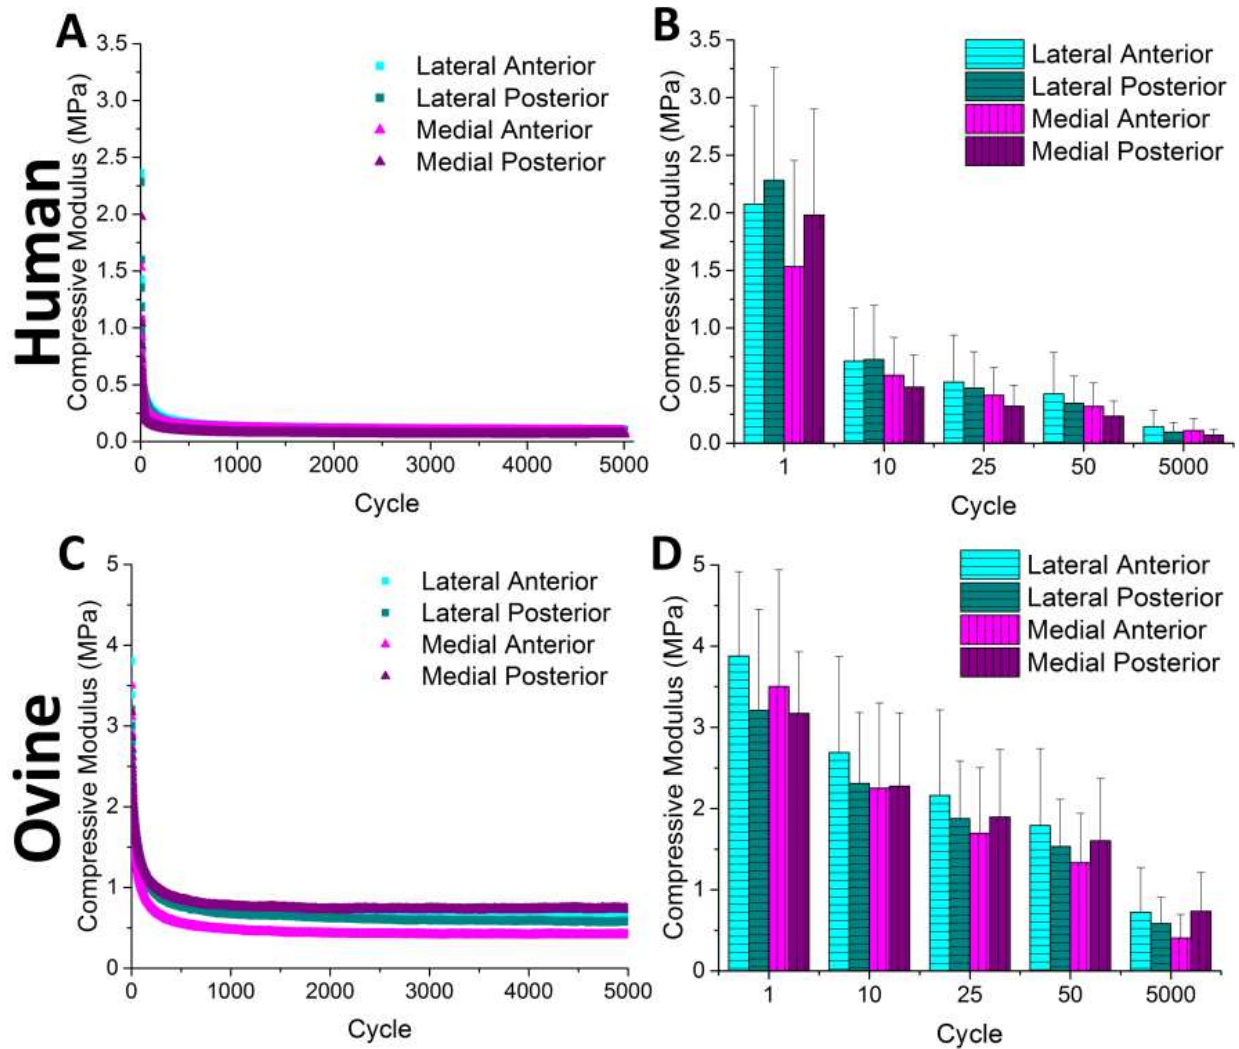 Human
Ovine
A
3.5
3.0
2.5
2.0
1.5
1.0
0.5
0.0
Compressive Modulus (MPa)
Lateral Anterior
Lateral Posterior
Medial Anterior
Medial Posterior
0 1000 2000 3000 4000 5000
Cycle
B
3.5
3.0
2.5
2.0
1.5
1.0
0.5
0.0
Compressive Modulus (MPa)
Lateral Anterior
Lateral Posterior
Medial Anterior
Medial Posterior
1 10 25 50 5000
Cycle
C
5
4
3
2
1
0
Compressive Modulus (MPa)
Lateral Anterior
Lateral Posterior
Medial Anterior
Medial Posterior
0 1000 2000 3000 4000 5000
Cycle
D
5
4
3
2
1
0
Compressive Modulus (MPa)
Lateral Anterior
Lateral Posterior
Medial Anterior
Medial Posterior
1 10 25 50 5000
Cycle